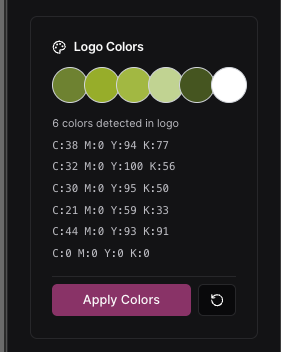 Logo Colors
6 colors detected in logo
C:38 M:0 Y:94 K:77
C:32 M:0 Y:100 K:56
C:30 M:0 Y:95 K:50
C:21 M:0 Y:59 K:33
C:44 M:0 Y:93 K:91
C:0 M:0 Y:0 K:0
Apply Colors